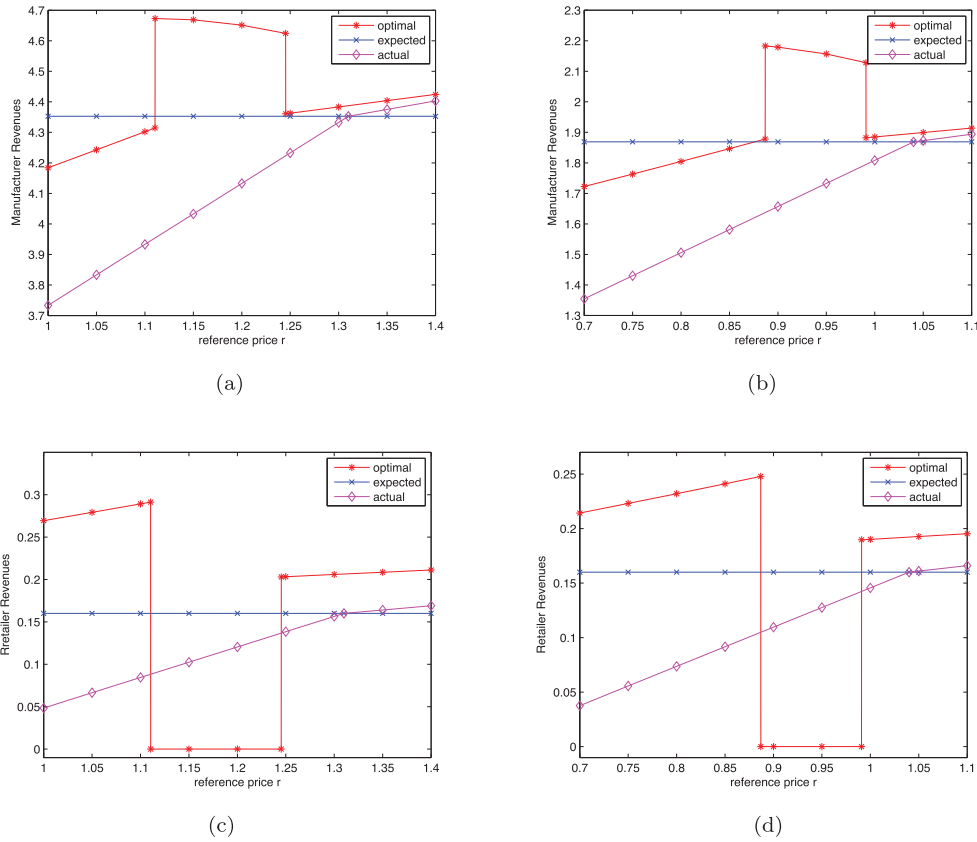 4.7
4.6
4.5
4.4
4.3
4.2
4.1
4
3.9
3.8
3.7
Manufacturer Revenues
optimal
expected
actual
1 1.05 1.1 1.15 1.2 1.25 1.3 1.35 1.4
reference price r
(a)
2.3
2.2
2.1
2
1.9
1.8
1.7
1.6
1.5
1.4
1.3
Manufacturer Revenues
optimal
expected
actual
0.7 0.75 0.8 0.85 0.9 0.95 1 1.05 1.1
reference price r
(b)
0.3
0.25
0.2
0.15
0.1
0.05
0
Rretailer Revenues
optimal
expected
actual
1 1.05 1.1 1.15 1.2 1.25 1.3 1.35 1.4
reference price r
(c)
0.25
0.2
0.15
0.1
0.05
0
Retailer Revenues
optimal
expected
actual
0.7 0.75 0.8 0.85 0.9 0.95 1 1.05 1.1
reference price r
(d)